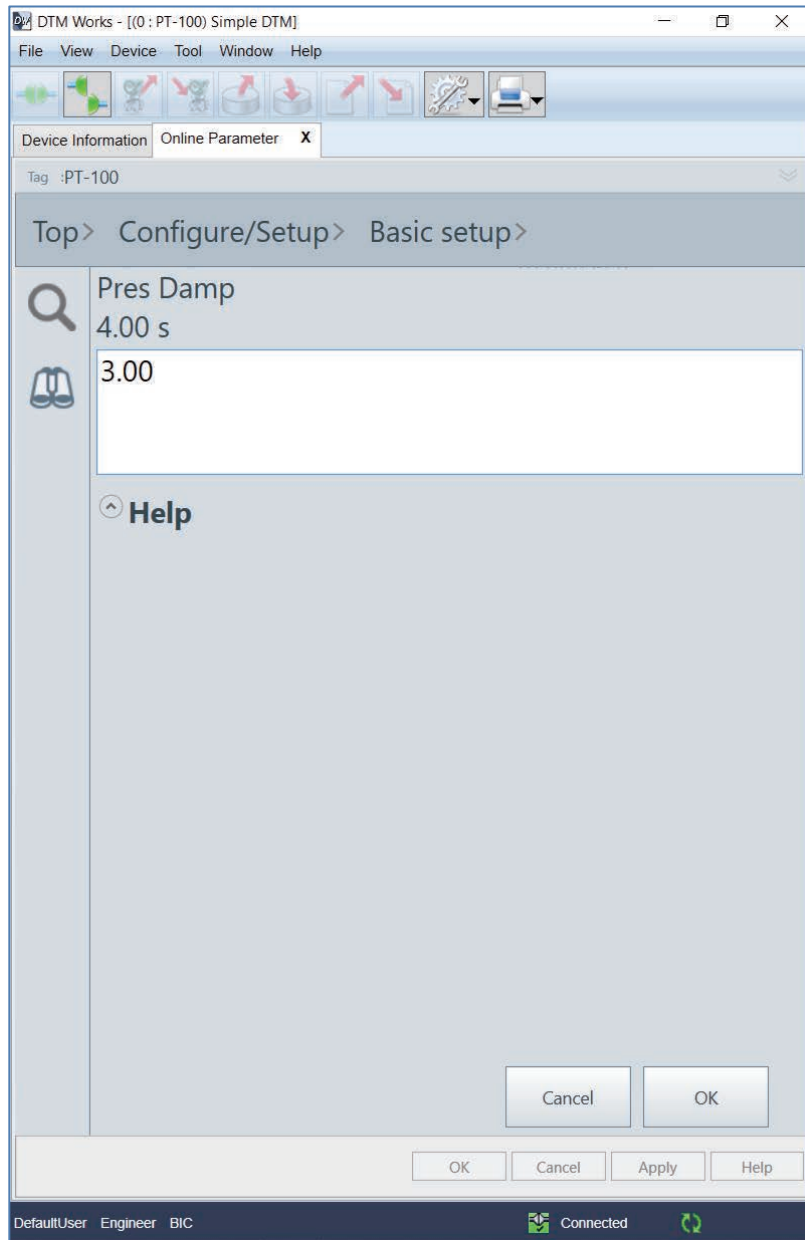 DW DTM Works - [(0 : PT-100) Simple DTM]
File View Device Tool Window Help
Device Information Online Parameter X
Tag :PT-100
Top> Configure/Setup> Basic setup>
Pres Damp
4.00 s
3.00
Help
Cancel OK
OK Cancel Apply Help
DefaultUser Engineer BIC Connected